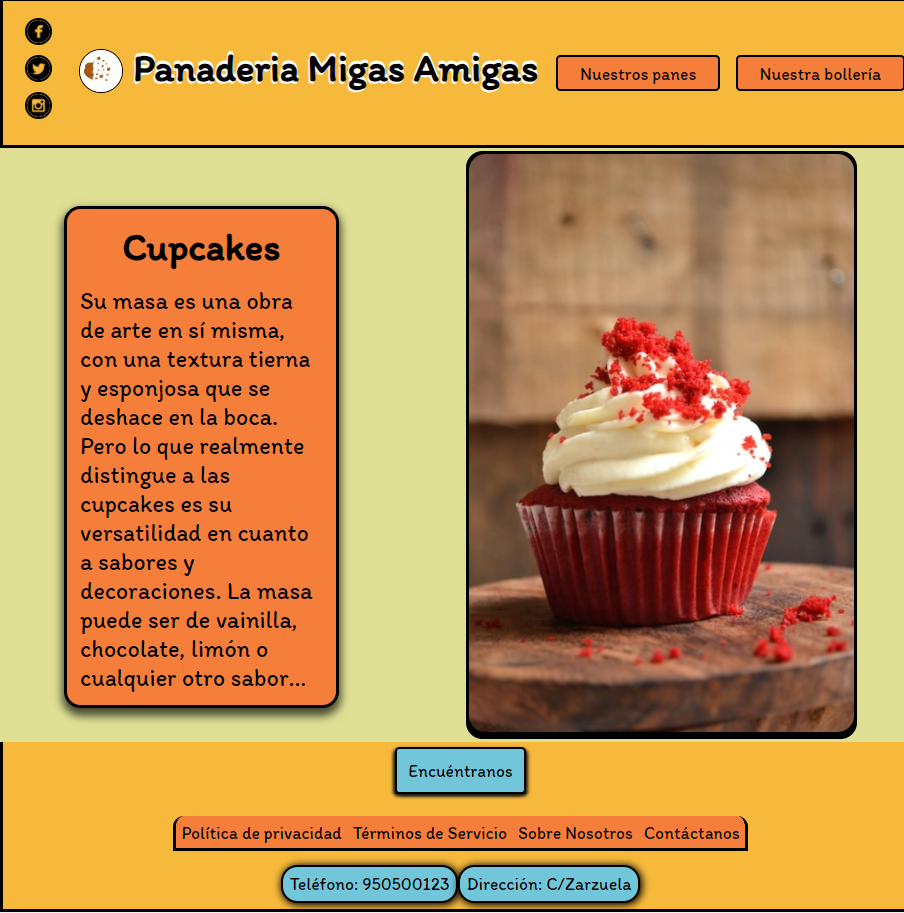 Panaderia Migas Amigas
Nuestros panes
Nuestra bollería
Cupcakes
Su masa es una obra
de arte en sí misma,
con una textura tierna
y esponjosa que se
deshace en la boca.
Pero lo que realmente
distingue a las
cupcakes es su
versatilidad en cuanto
a sabores y
decoraciones. La masa
puede ser de vainilla,
chocolate, limón o
cualquier otro sabor...
Encuéntranos
Política de privacidad Términos de Servicio Sobre Nosotros Contáctanos
Teléfono: 950500123 Dirección: C/Zarzuela